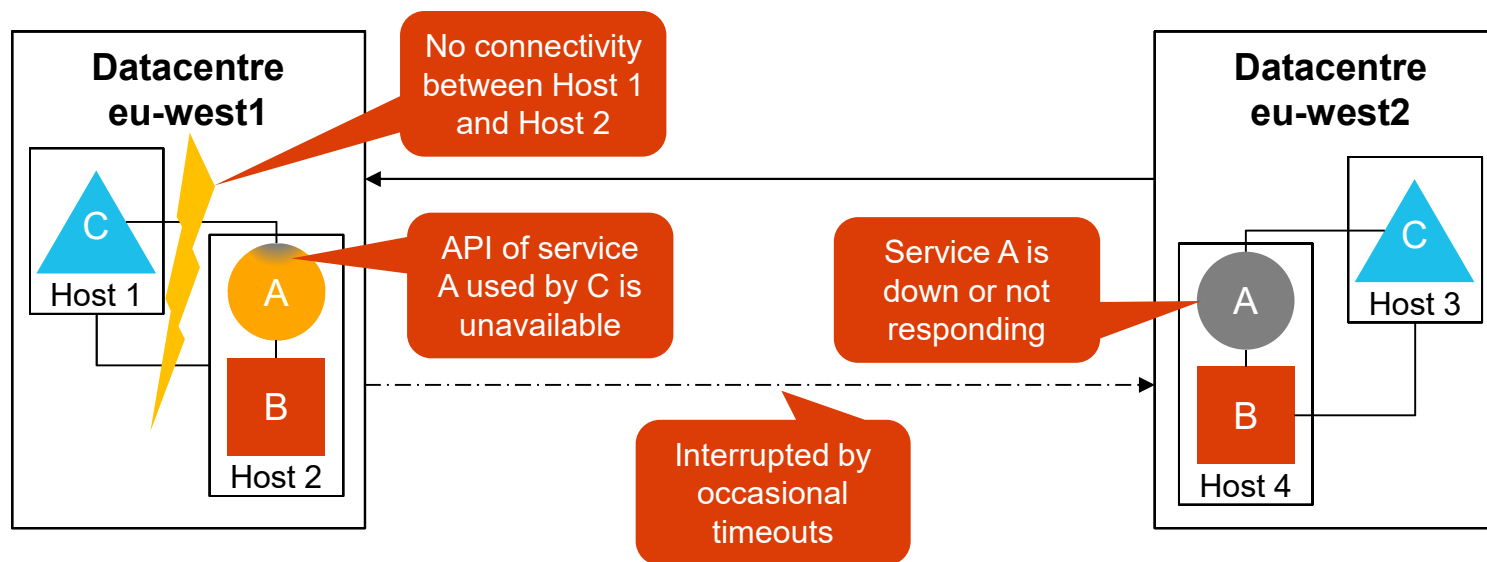 Datacentre
eu-west1
No connectivity
between Host 1
and Host 2
Datacentre
eu-west2
C
Host 1
A
B
Host 2
API of service
A used by C is
unavailable
Service A is
down or not
responding
A
B
Host 4
C
Host 3
Interrupted by
occasional
timeouts